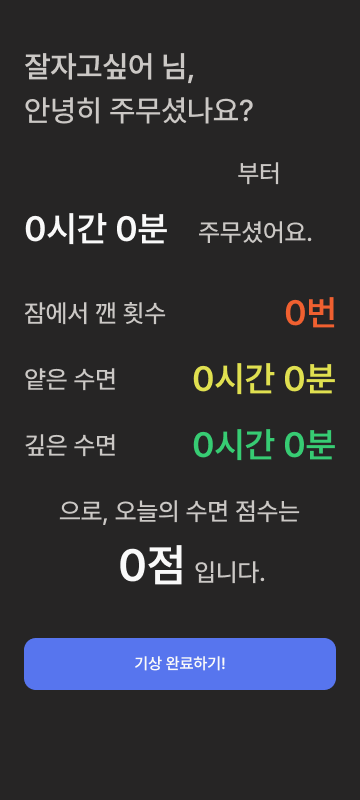 잘자고싶어 님,
안녕히 주무셨나요?
부터
0시간 0분 주무셨어요.
잠에서 깬 횟수 0번
얕은 수면 0시간 0분
깊은 수면 0시간 0분
으로, 오늘의 수면 점수는
0점 입니다.
기상 완료하기!